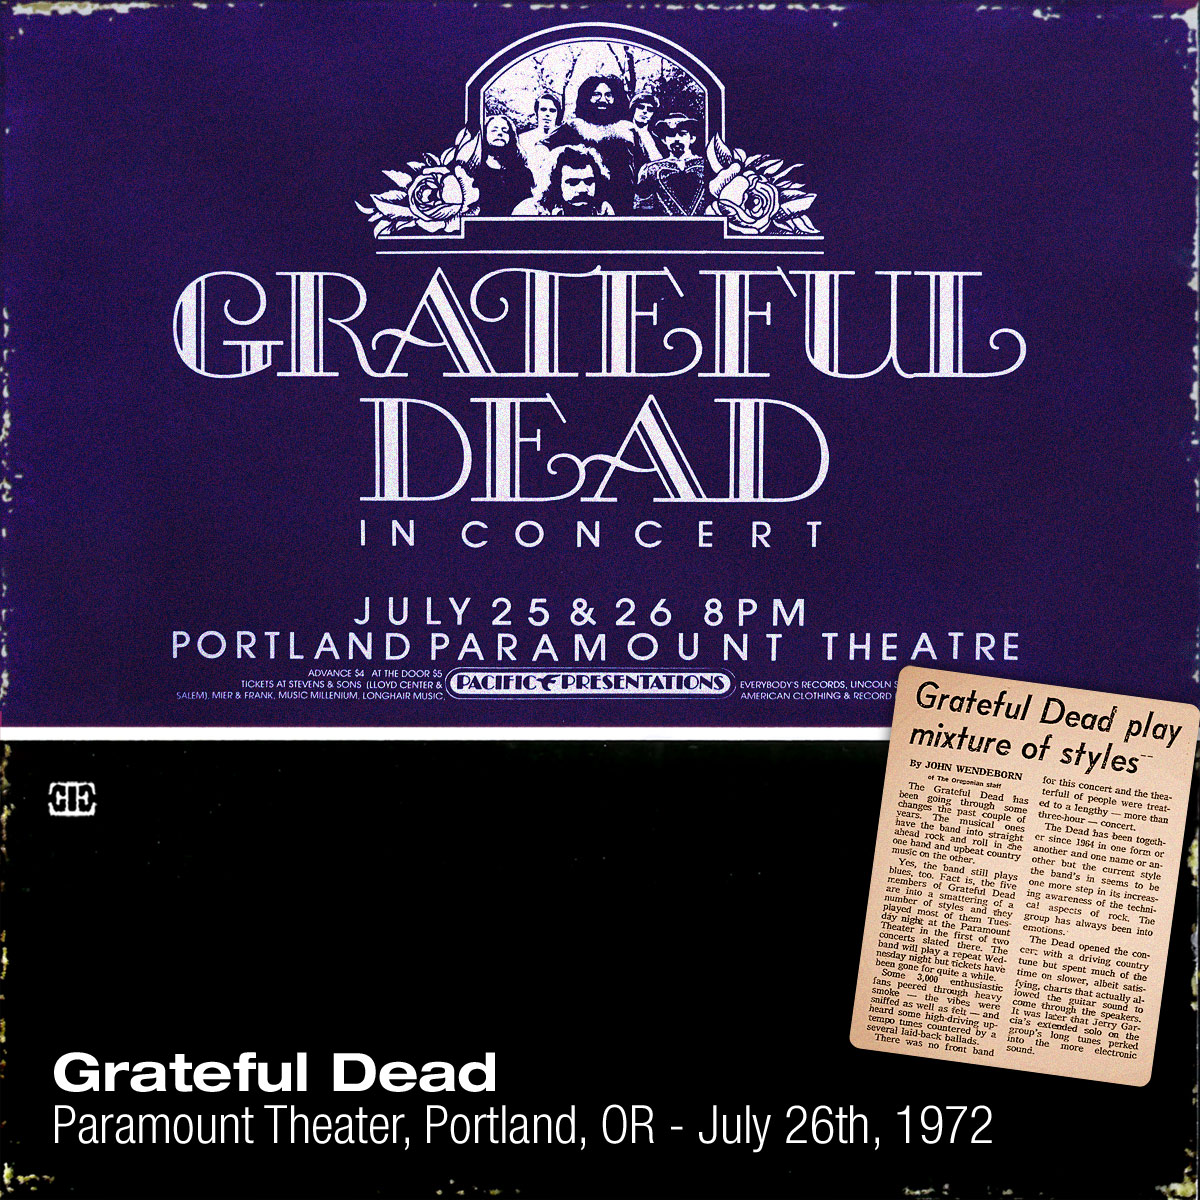 GRATEFUL
DEAD
IN CONCERT
JULY 25 & 26 8PM
PORTLAND PARAMOUNT THEATRE
ADVANCE $4 AT THE DOOR $5
TICKETS AT STEVENS & SONS (LLOYD CENTER &
SALEM), MIER & FRANK, MUSIC MILLENIUM, LONGHAIR MUSIC,
PACIFIC PRESENTATIONS
EVERYBODY'S RECORDS, LINCOLN
AMERICAN CLOTHING & RECORD
Grateful Dead play
mixture of styles
By JOHN WENDEBORN
of The Oregonian staff
The Grateful Dead has
been going through some
changes the past couple of
years. The musical ones
have the band into straight
ahead rock and roll in the
one hand and upbeat country
music on the other.
Yes, the band still plays
blues, too. Fact is, the five
members of Grateful Dead
are into a smattering of a
number of styles and they
played most of them Tues-
day night at the Paramount
Theater in the first of two
concerts slated there. The
band will play a repeat Wed-
nesday night but tickets have
been gone for quite a while.
Some 3,000 enthusiastic
fans peered through heavy
smoke — the vibes were
sniffed as well as felt — and
heard some high-driving up-
tempo tunes countered by a
several laid-back ballads.
There was no front band
for this concert and the thea-
terfull of people were treat-
ed to a lengthy — more than
three-hour — concert.
The Dead has been togeth-
er since 1964 in one form or
another and one name or an-
other but the current style
the band's in seems to be
one more step in its increas-
ing awareness of the techni-
cal aspects of rock. The
group has always been into
emotions.
The Dead opened the con-
cert with a driving country
tune but spent much of the
time on slower, albeit satis-
fying, charts that actually al-
lowed the guitar sound to
come through the speakers.
It was later that Jerry Gar-
cia's extended solo on the
group's long tunes perked
into the more electronic
sound.
Grateful Dead
Paramount Theater, Portland, OR - July 26th, 1972